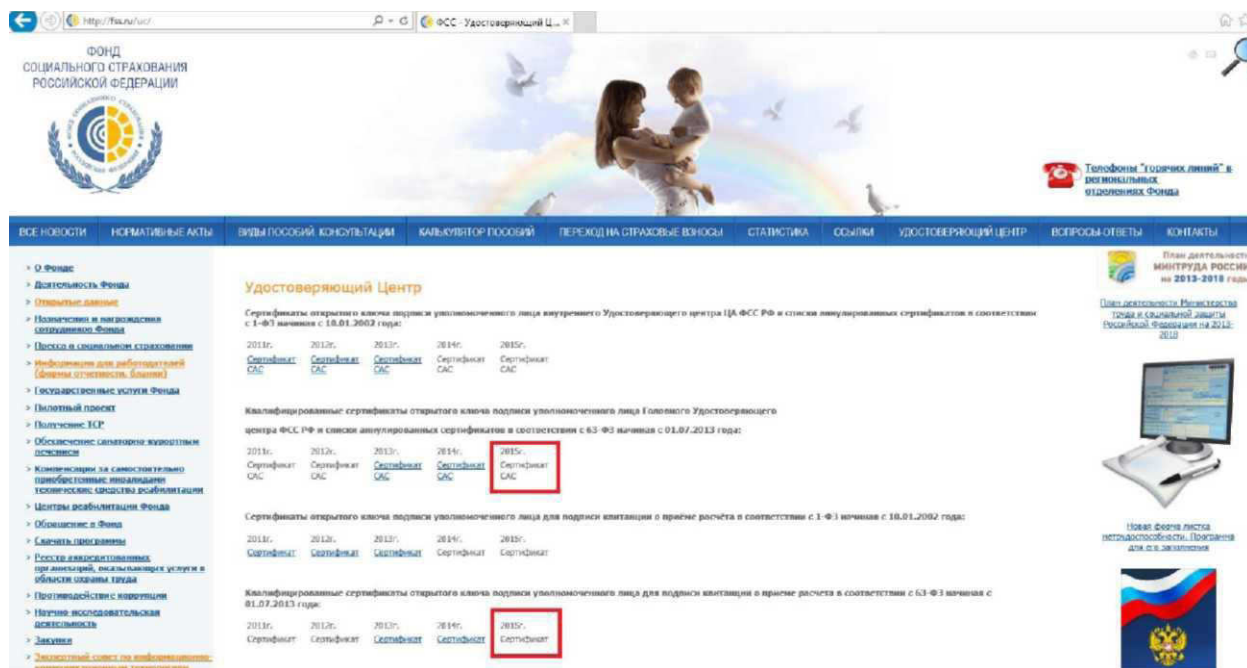 http://fss.ru/uc/
ФСС - Удостоверяющий Ц...
ФОНД
СОЦИАЛЬНОГО СТРАХОВАНИЯ
РОССИЙСКОЙ ФЕДЕРАЦИИ
Телефоны "горячих линий" в
региональных
отделениях Фонда
ВСЕ НОВОСТИ НОРМАТИВНЫЕ АКТЫ ВИДЫ ПОСОБИЙ. КОНСУЛЬТАЦИИ КАЛЬКУЛЯТОР ПОСОБИЙ ПЕРЕХОД НА СТРАХОВЫЕ ВЗНОСЫ СТАТИСТИКА ССЫЛКИ УДОСТОВЕРЯЮЩИЙ ЦЕНТР ВОПРОСЫ-ОТВЕТЫ КОНТАКТЫ
О Фонде
Деятельность Фонда
Открытые данные
Назначения и награждения
сотрудников Фонда
Пресса о социальном страховании
Информация для работодателей
(формы отчетности, бланки)
Государственные услуги Фонда
Пилотный проект
Получение ТСР
Обеспечение санаторно-курортным
лечением
Компенсации за самостоятельно
приобретенные инвалидами
технические средства реабилитации
Центры реабилитации Фонда
Обращение в Фонд
Скачать программы
Реестр аккредитованных
организаций, оказывающих услуги в
области охраны труда
Противодействие коррупции
Научно-исследовательская
деятельность
Закупки
Экспертный совет по информационно-
Удостоверяющий Центр
Сертификаты открытого ключа подписи уполномоченного лица внутреннего Удостоверяющего центра ЦА ФСС РФ и списки аннулированных сертификатов в соответствии
с 1-ФЗ начиная с 10.01.2002 года:
2011г. 2012г. 2013г. 2014г. 2015г.
Сертификат Сертификат Сертификат Сертификат Сертификат
САС САС САС САС САС
Квалифицированные сертификаты открытого ключа подписи уполномоченного лица Головного Удостоверяющего
центра ФСС РФ и списки аннулированных сертификатов в соответствии с 63-ФЗ начиная с 01.07.2013 года:
2011г. 2012г. 2013г. 2014г. 2015г.
Сертификат Сертификат Сертификат Сертификат Сертификат
САС САС САС САС САС
Сертификаты открытого ключа подписи уполномоченного лица для подписи квитанции о приёме расчёта в соответствии с 1-ФЗ начиная с 10.01.2002 года:
2011г. 2012г. 2013г. 2014г. 2015г.
Сертификат Сертификат Сертификат Сертификат Сертификат
Квалифицированные сертификаты открытого ключа подписи уполномоченного лица для подписи квитанции о приеме расчета в соответствии с 63-ФЗ начиная с
01.07.2013 года:
2011г. 2012г. 2013г. 2014г. 2015г.
Сертификат Сертификат Сертификат Сертификат Сертификат
План деятельности
МИНТРУДА РОССИИ
на 2013-2018 годы
План деятельности Министерства
труда и социальной защиты
Российской Федерации на 2013-
2018
Новая форма листка
нетрудоспособности. Программа
для его заполнения